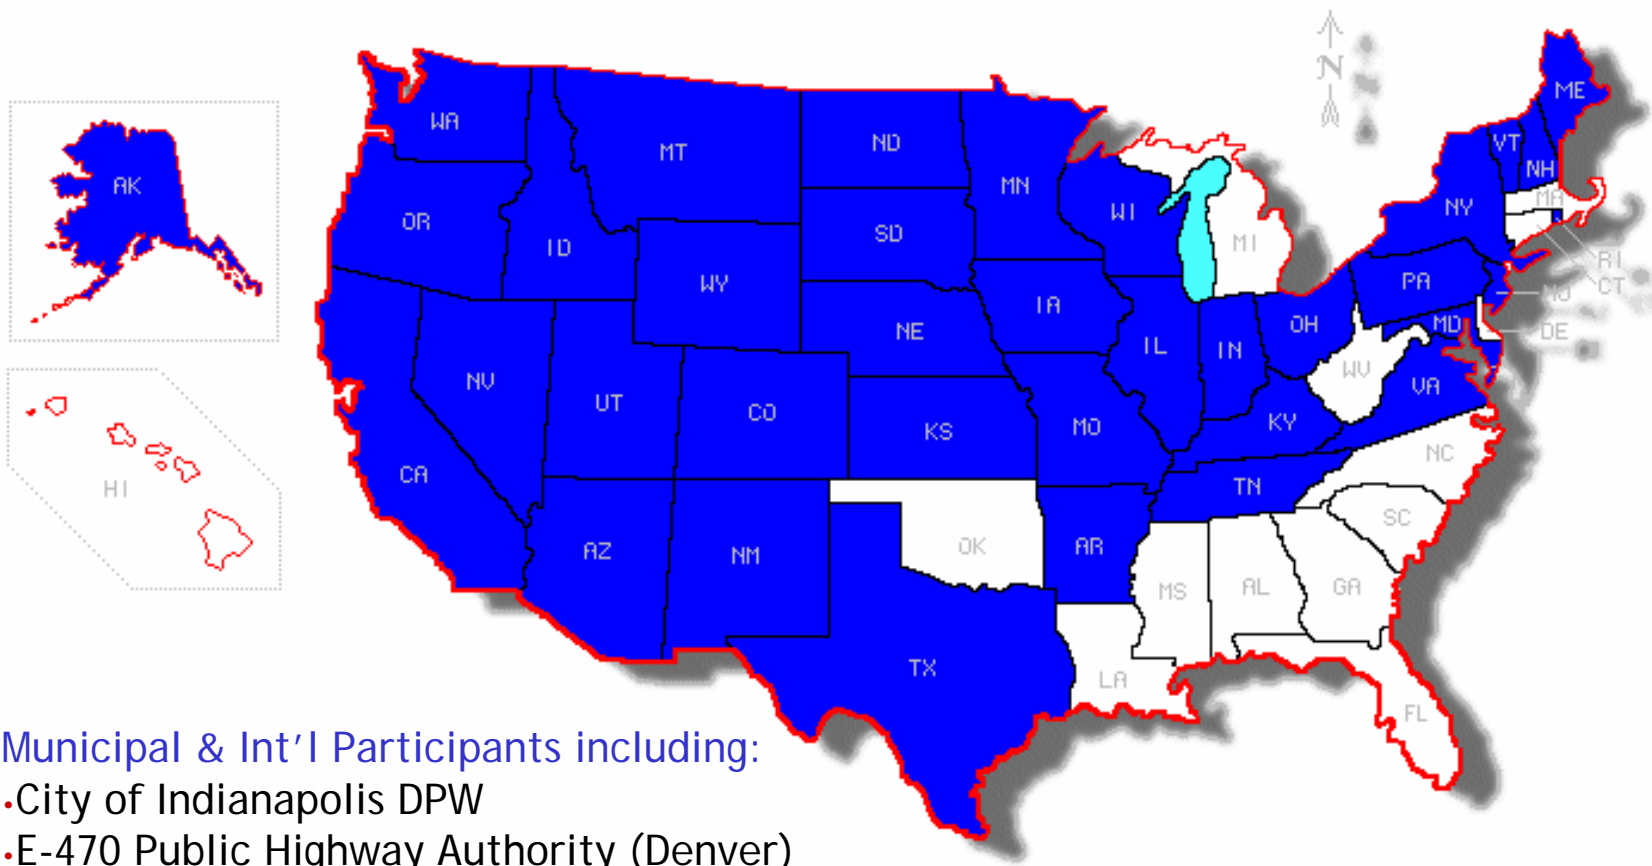 N
ME
WA
VT
MT
ND
NH
AK
MN
MA
WI
NY
OR
SD
ID
MI
RI
WY
PA
CT
NJ
IA
NE
OH
MD
DE
IL
IN
WV
NV
VA
UT
CO
KS
MO
KY
NC
CA
HI
TN
SC
AZ
NM
OK
AR
MS
AL
GA
TX
LA
FL
Municipal & Int'l Participants including:
•City of Indianapolis DPW
•E-470 Public Highway Authority (Denver)